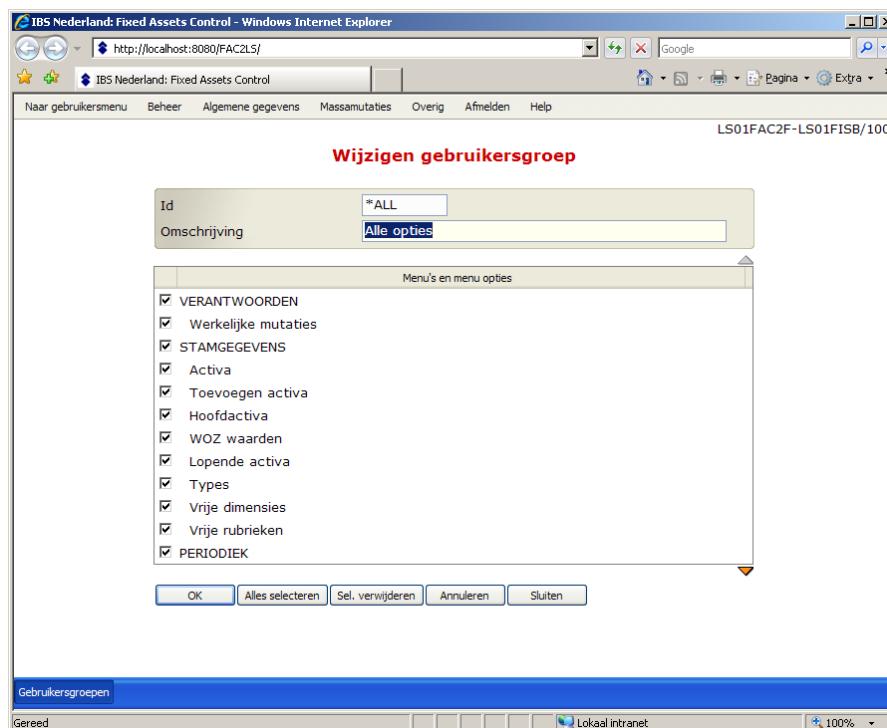 IBS Nederland: Fixed Assets Control - Windows Internet Explorer
http://localhost:8080/FAC2LS/
Google
IBS Nederland: Fixed Assets Control
Pagina
Extra
Naar gebruikersmenu Beheer Algemene gegevens Massamutaties Overig Afmelden Help
LS01FAC2F-LS01FISB/100
Wijzigen gebruikersgroep
Id *ALL
Omschrijving Alle opties
Menu's en menu opties
VERANTWOORDEN
Werkelijke mutaties
STAMGEGEVENS
Activa
Toevoegen activa
Hoofdactiva
WOZ waarden
Lopende activa
Types
Vrije dimensies
Vrije rubrieken
PERIODIEK
OK Alles selecteren Sel. verwijderen Annuleren Sluiten
Gebruikersgroepen
Gereed Lokaal intranet 100%